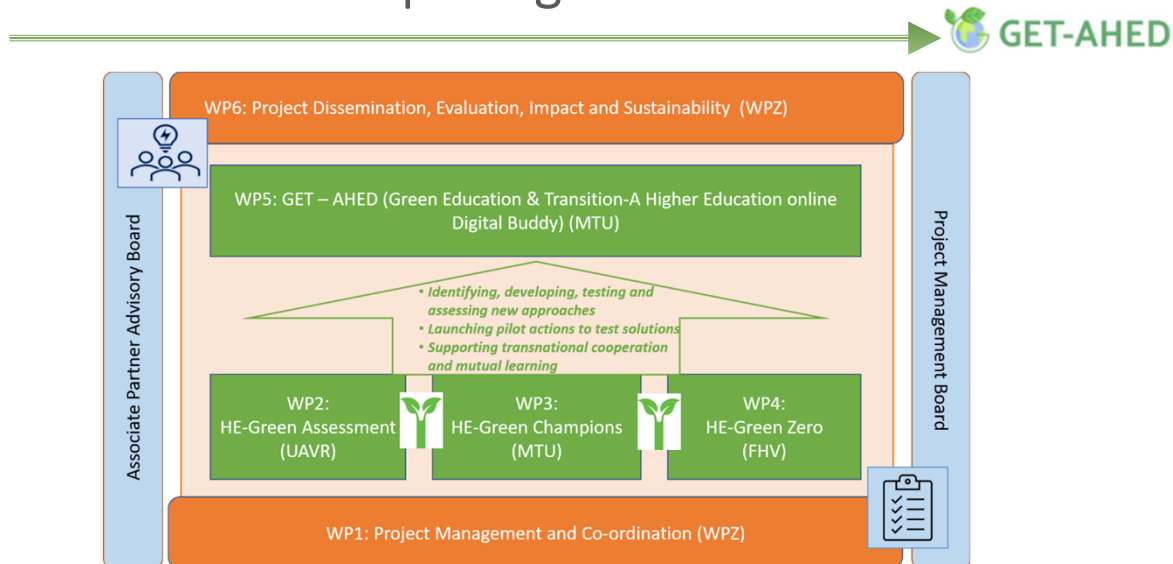 GET-AHED
WP6: Project Dissemination, Evaluation, Impact and Sustainability (WPZ)
Associate Partner Advisory Board
WP5: GET – AHED (Green Education & Transition-A Higher Education online
Digital Buddy) (MTU)
• Identifying, developing, testing and
assessing new approaches
• Launching pilot actions to test solutions
• Supporting transnational cooperation
and mutual learning
WP2:
HE-Green Assessment
(UAVR)
WP3:
HE-Green Champions
(MTU)
WP4:
HE-Green Zero
(FHV)
Project Management Board
WP1: Project Management and Co-ordination (WPZ)